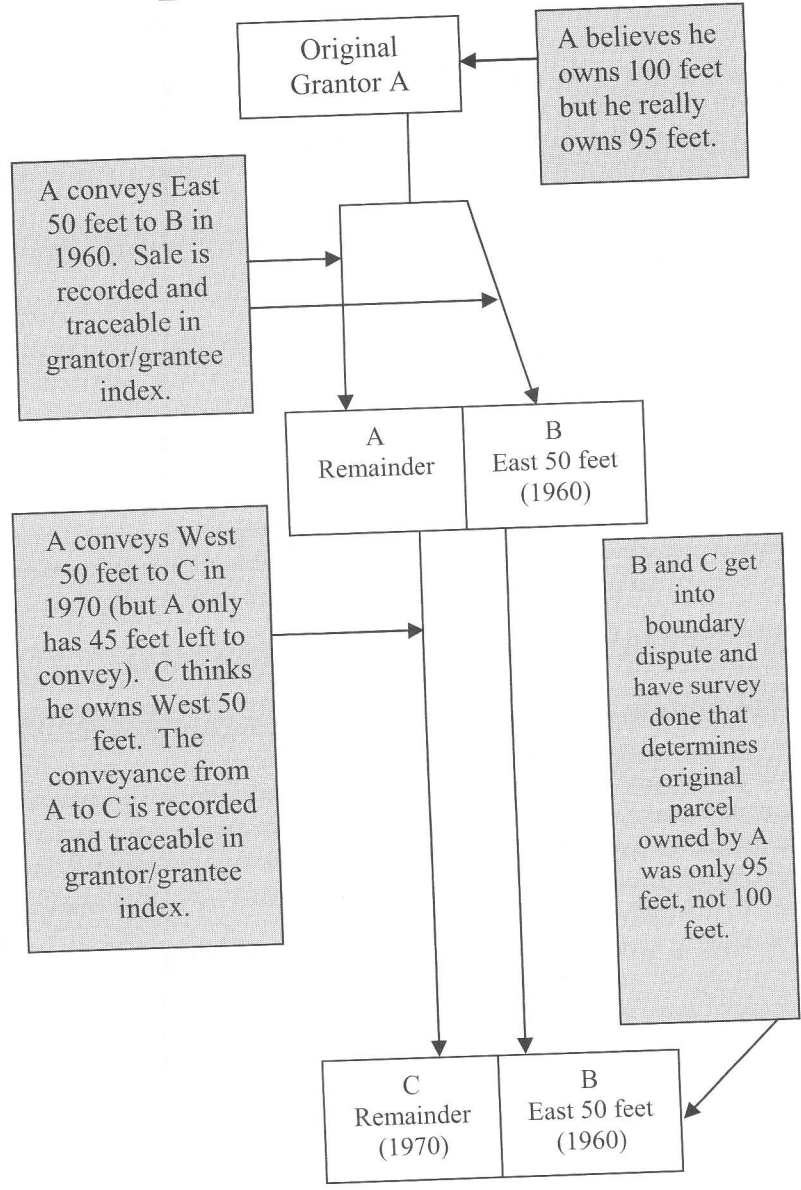 Original
Grantor A
A believes he
owns 100 feet
but he really
owns 95 feet.
A conveys East
50 feet to B in
1960.  Sale is
recorded and
traceable in
grantor/grantee
index.
A
Remainder
B
East 50 feet
(1960)
A conveys West
50 feet to C in
1970 (but A only
has 45 feet left to
convey).  C thinks
he owns West 50
feet.  The
conveyance from
A to C is recorded
and traceable in
grantor/grantee
index.
B and C get
into
boundary
dispute and
have survey
done that
determines
original
parcel
owned by A
was only 95
feet, not 100
feet.
C
Remainder
(1970)
B
East 50 feet
(1960)